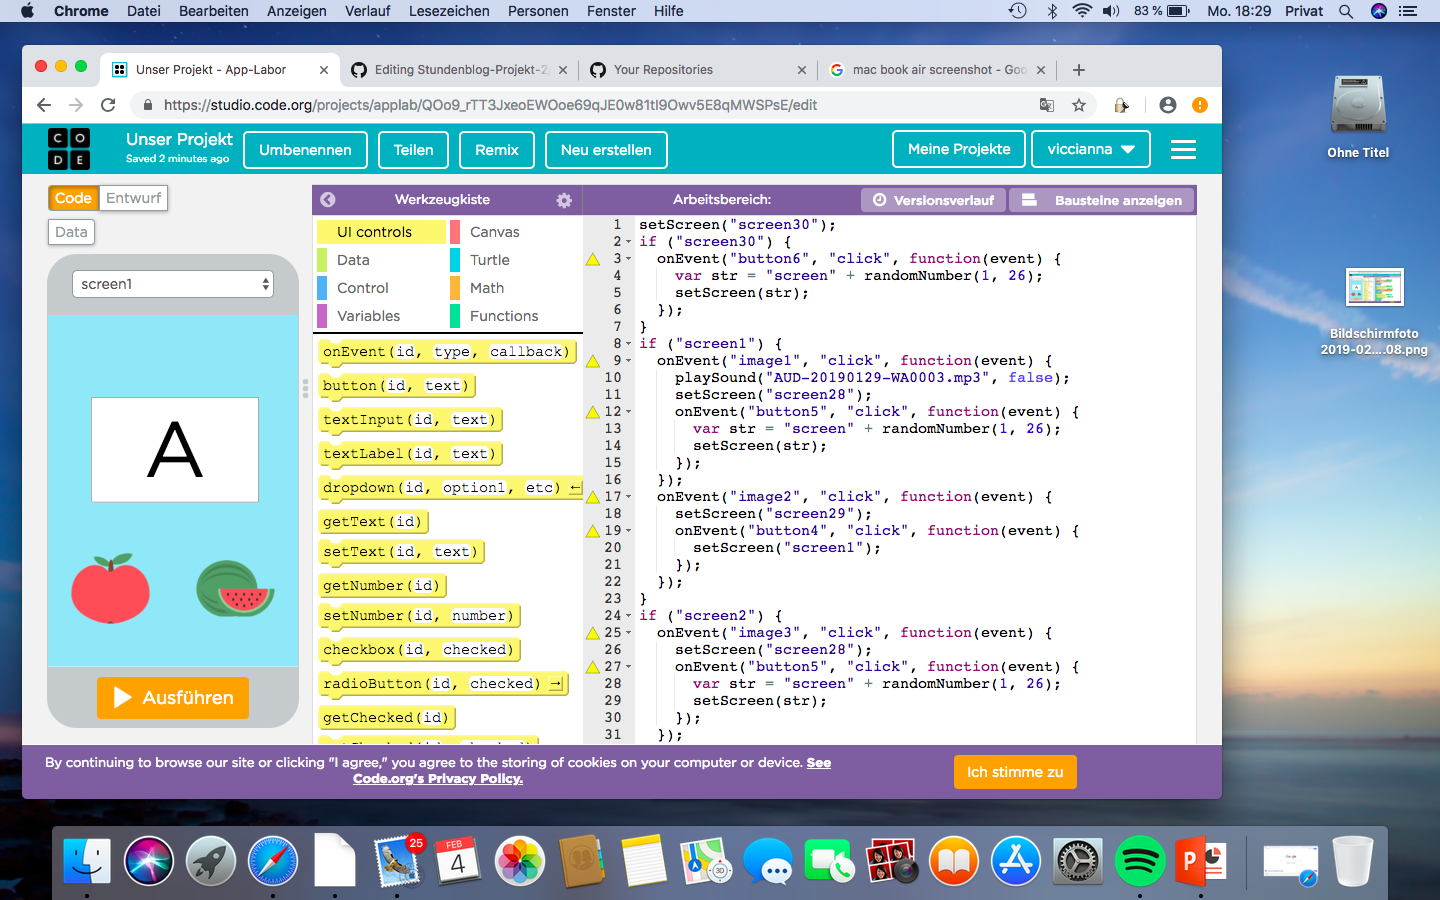 Chrome Datei Bearbeiten Anzeigen Verlauf Lesezeichen Personen Fenster Hilfe 83 % Mo. 18:29 Privat
Unser Projekt - App-Labor
Editing Stundenblog-Projekt-2
Your Repositories
mac book air screenshot - Goo
https://studio.code.org/projects/applab/QOo9_rTT3JxeoEWOoe69qJE0w81tI9Owv5E8qMWSPsE/edit
CODE
Unser Projekt
Saved 2 minutes ago
Umbenennen Teilen Remix Neu erstellen Meine Projekte viccianna
Code Entwurf
Data
screen1
A
Ausführen
Werkzeugkiste
UI controls Canvas
Data Turtle
Control Math
Variables Functions
onEvent(id, type, callback)
button(id, text)
textInput(id, text)
textLabel(id, text)
dropdown(id, option1, etc) ←
getText(id)
setText(id, text)
getNumber(id)
setNumber(id, number)
checkbox(id, checked)
radioButton(id, checked) →
getChecked(id)
Arbeitsbereich: Versionsverlauf Bausteine anzeigen
1 setScreen("screen30");
2 if ("screen30") {
3 onEvent("button6", "click", function(event) {
4 var str = "screen" + randomNumber(1, 26);
5 setScreen(str);
6 });
7 }
8 if ("screen1") {
9 onEvent("image1", "click", function(event) {
10 playSound("AUD-20190129-WA0003.mp3", false);
11 setScreen("screen28");
12 onEvent("button5", "click", function(event) {
13 var str = "screen" + randomNumber(1, 26);
14 setScreen(str);
15 });
16 });
17 onEvent("image2", "click", function(event) {
18 setScreen("screen29");
19 onEvent("button4", "click", function(event) {
20 setScreen("screen1");
21 });
22 });
23 }
24 if ("screen2") {
25 onEvent("image3", "click", function(event) {
26 setScreen("screen28");
27 onEvent("button5", "click", function(event) {
28 var str = "screen" + randomNumber(1, 26);
29 setScreen(str);
30 });
31 });
By continuing to browse our site or clicking "I agree," you agree to the storing of cookies on your computer or device. See
Code.org's Privacy Policy.
Ich stimme zu
Ohne Titel
Bildschirmfoto
2019-02....08.png
25
FEB
4
3D
P